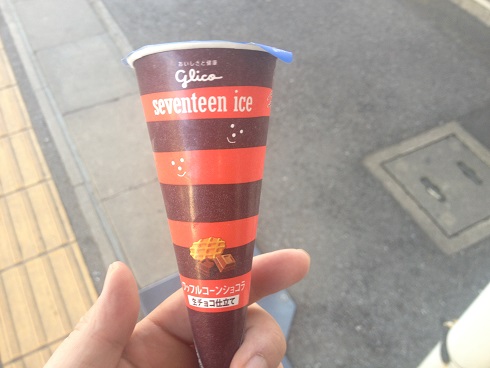 おいしさと健康
Glico
seventeen ice
ワッフルコーンショコラ
生チョコ仕立て